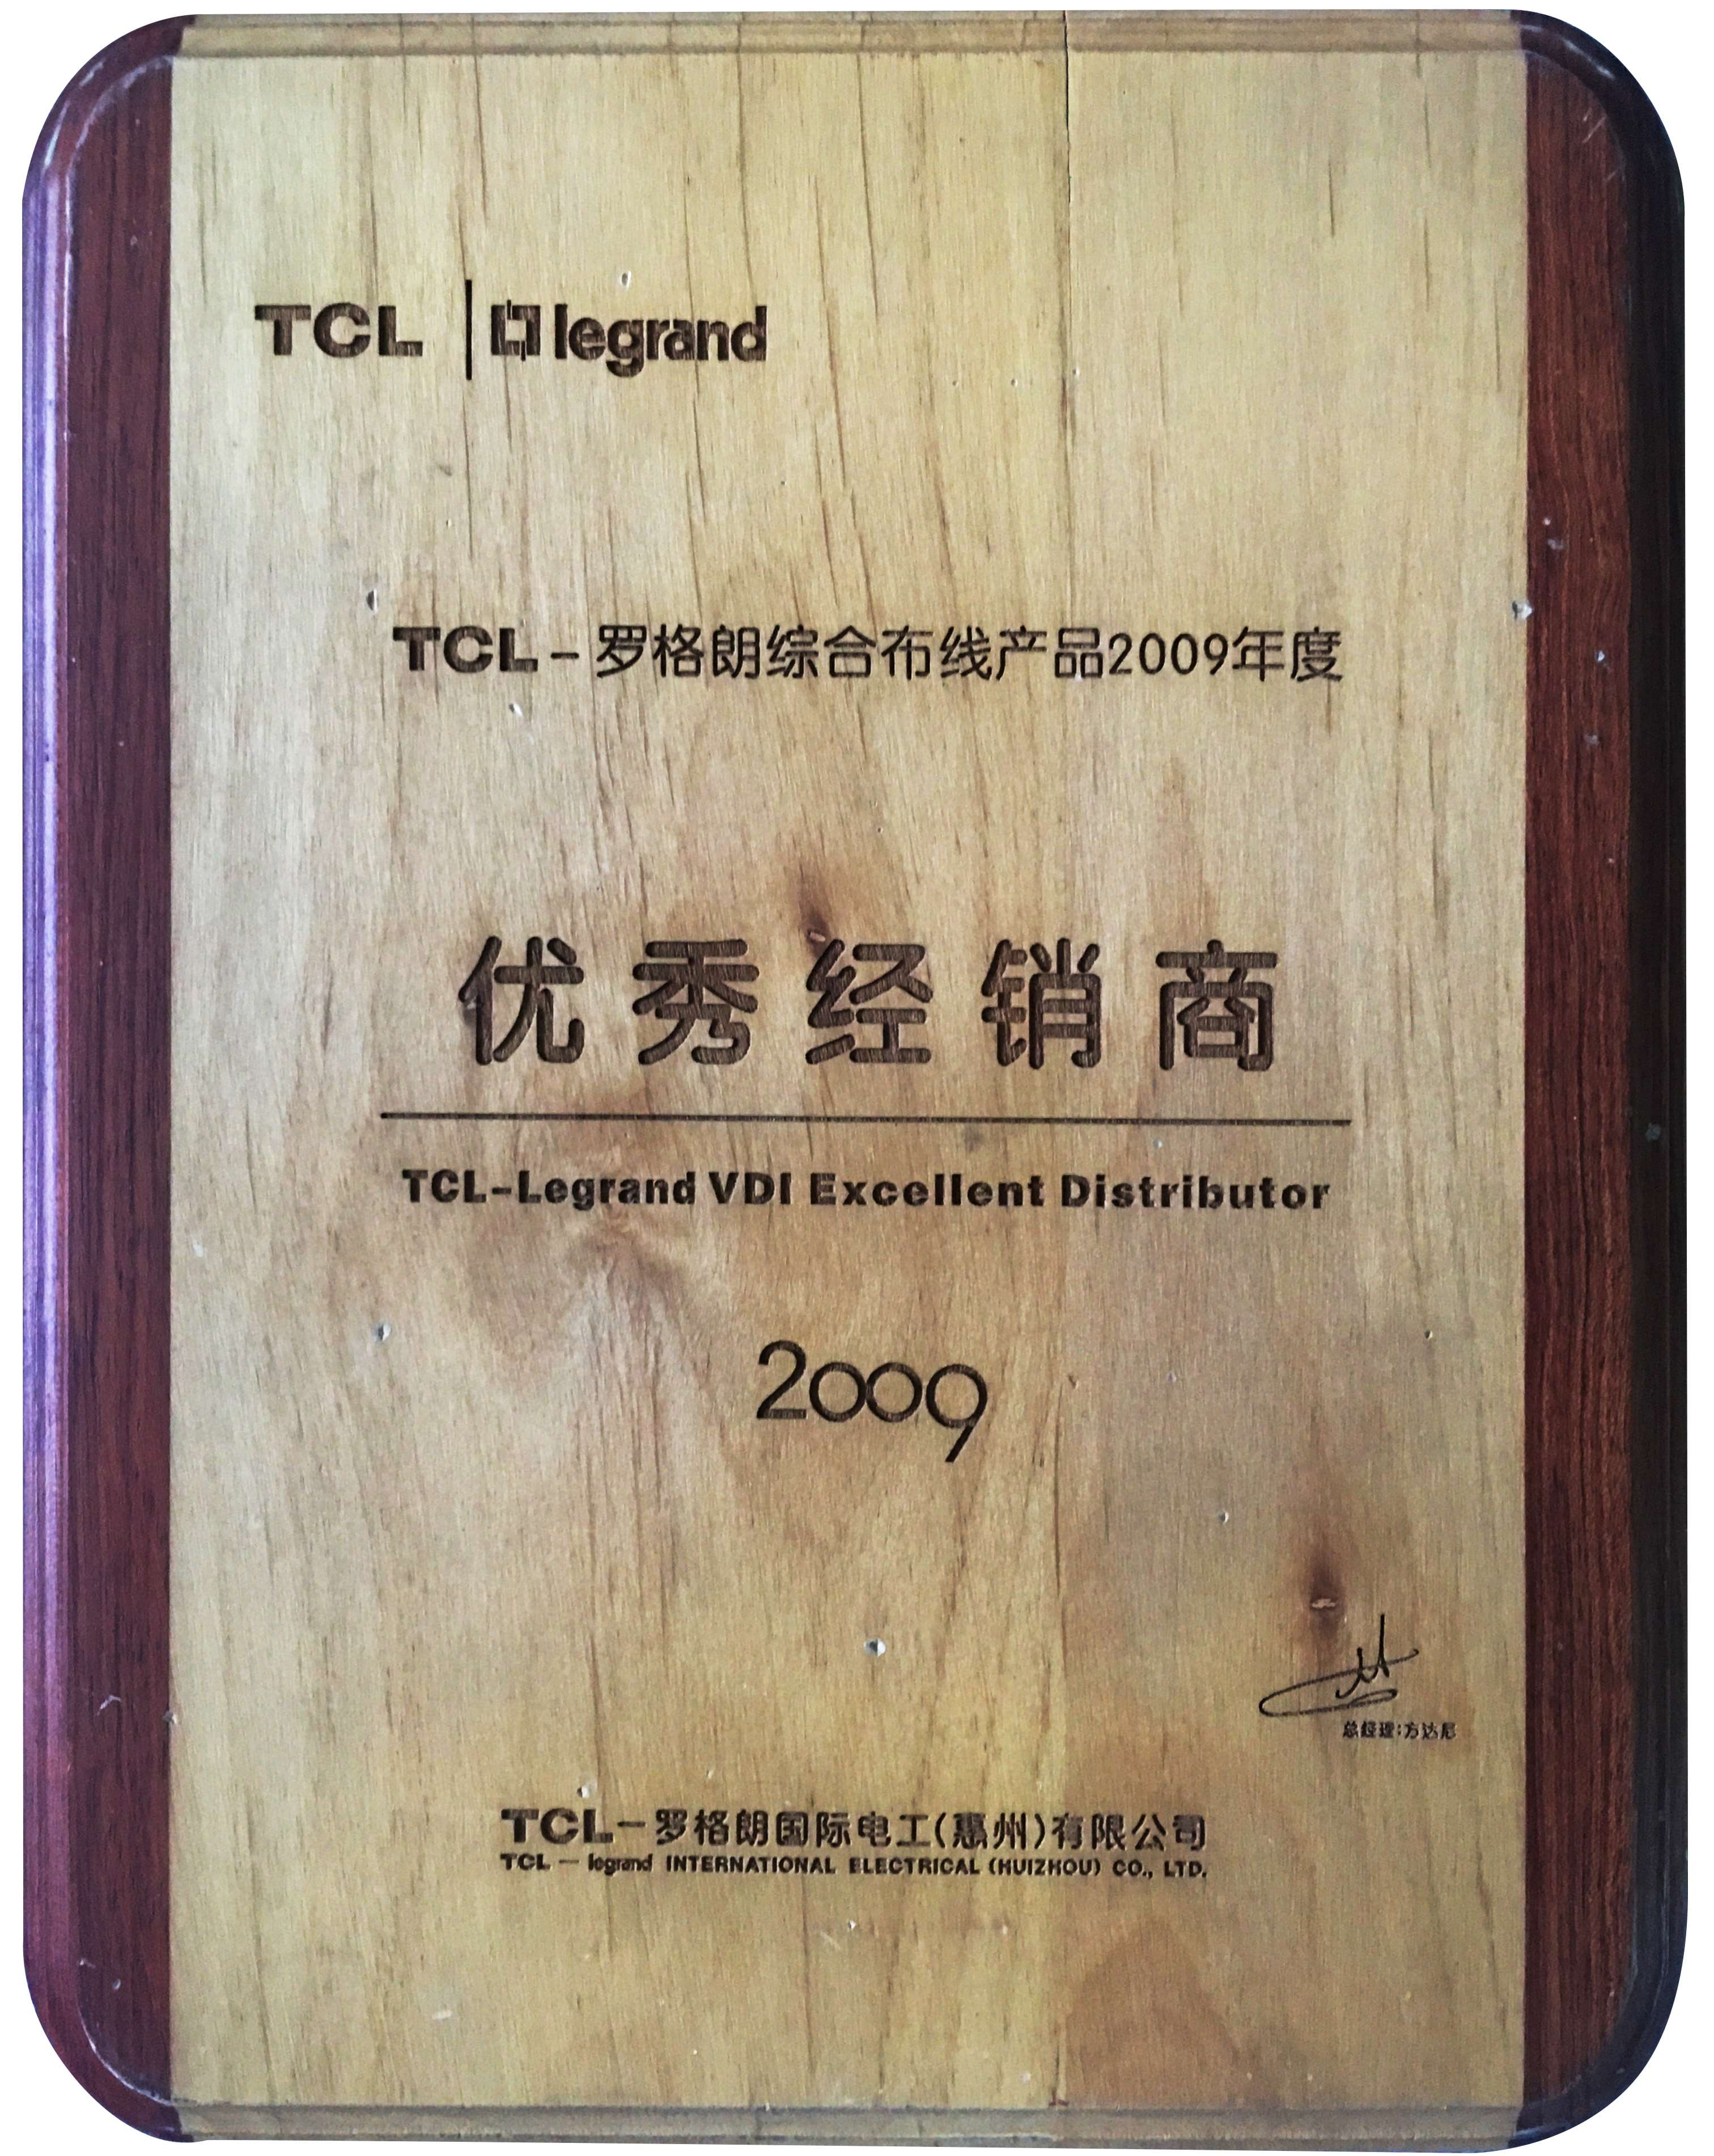 TCL | legrand
TCL-罗格朗综合布线产品2009年度
优秀经销商
TCL-Legrand VDI Excellent Distributor
2009
总经理:方达尼
TCL-罗格朗国际电工(惠州)有限公司
TCL - legrand INTERNATIONAL ELECTRICAL (HUIZHOU) CO., LTD.